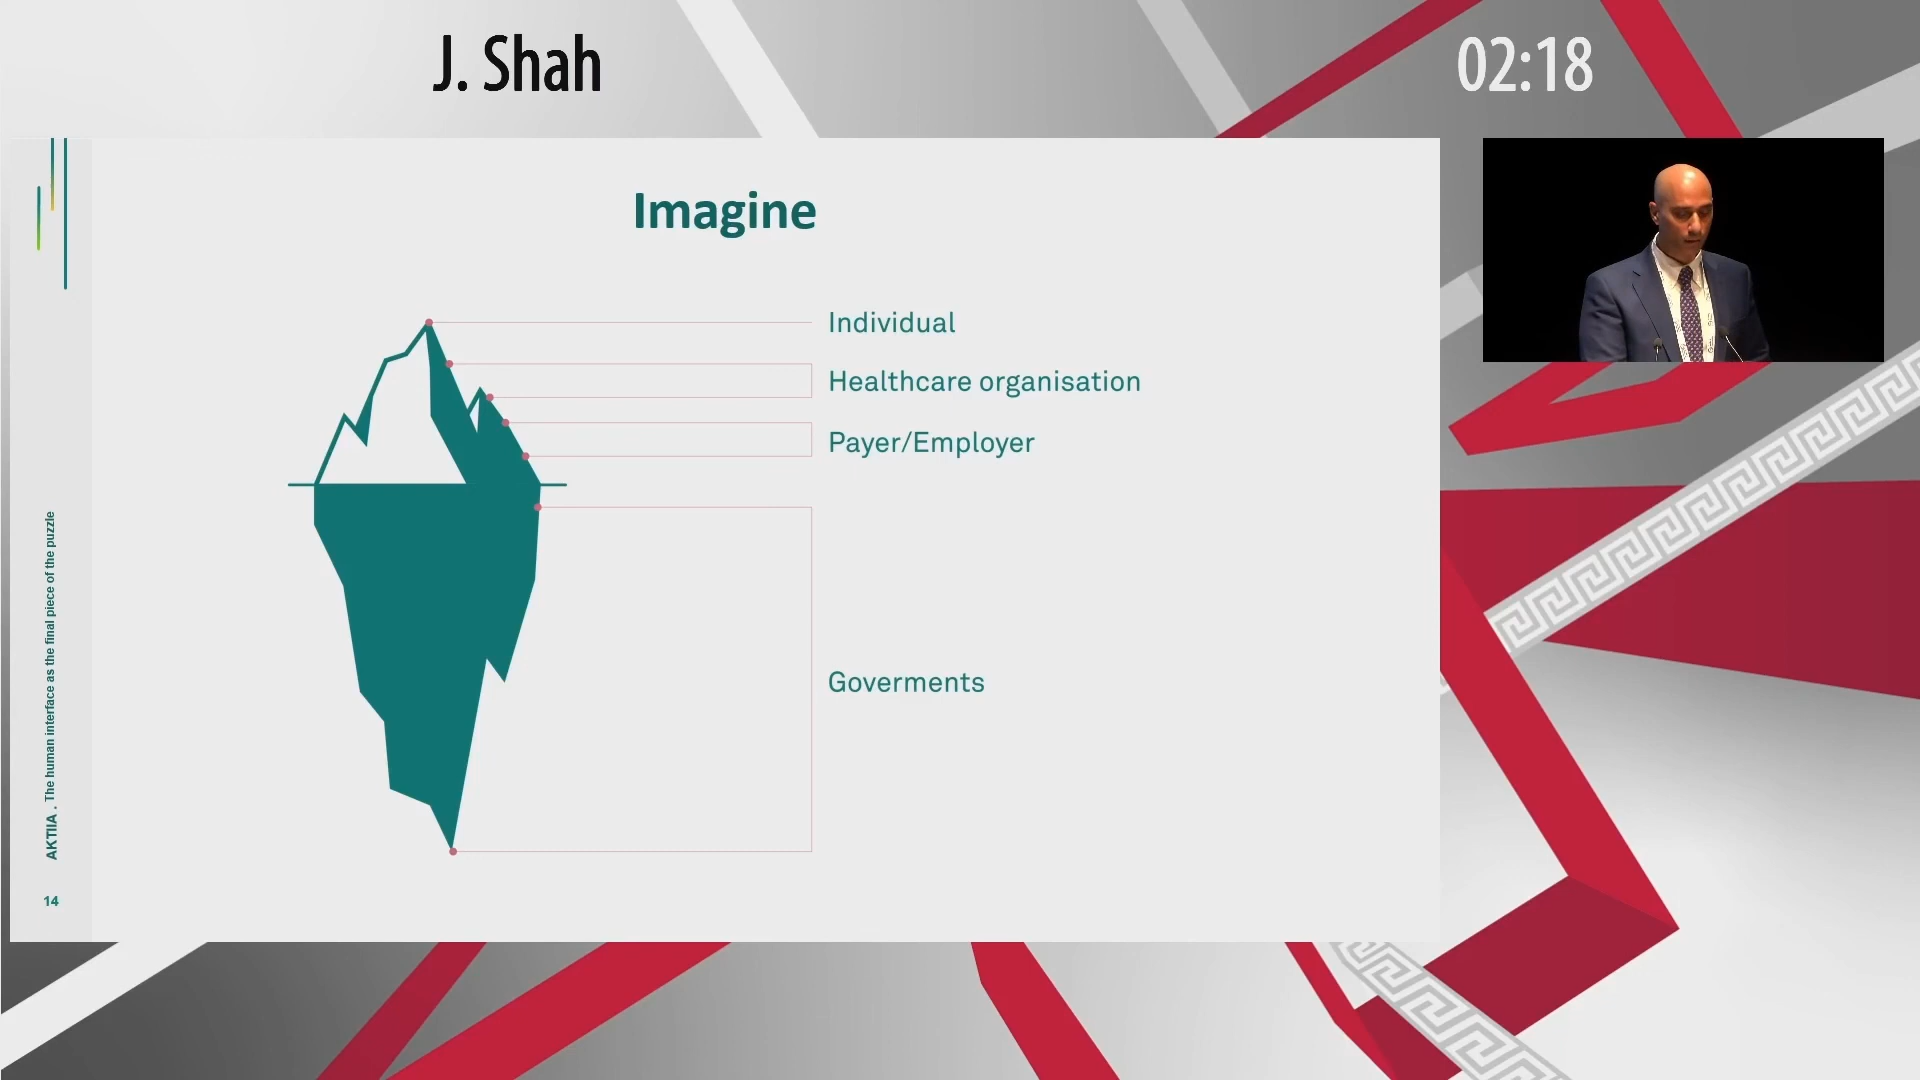 J. Shah
02:18
Imagine
Individual
Healthcare organisation
Payer/Employer
Goverments
AKTIIA . The human interface as the final piece of the puzzle
14